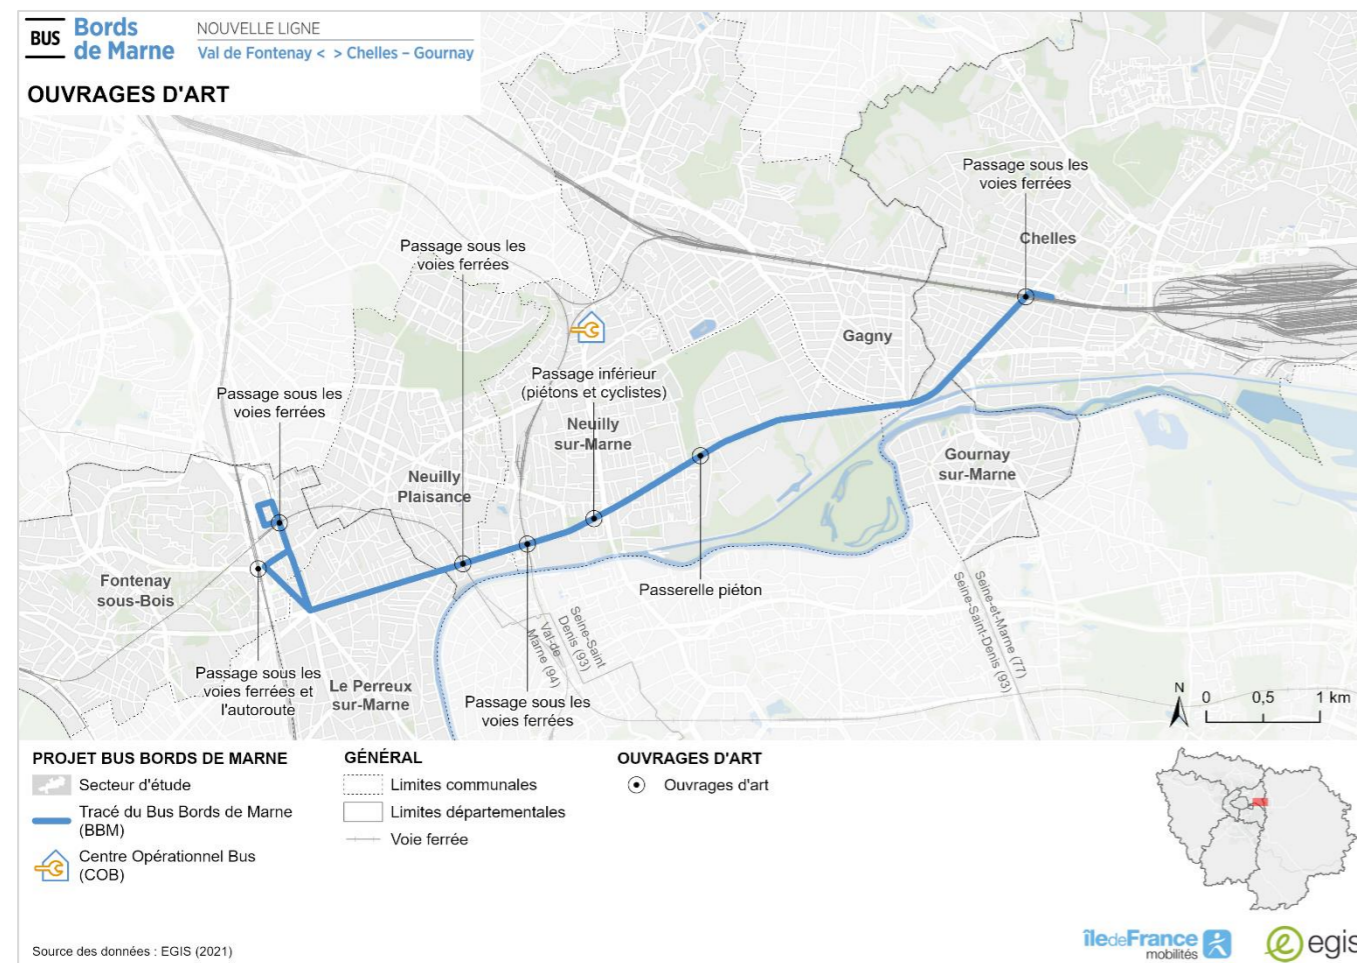 BUS
Bords
de Marne
NOUVELLE LIGNE
Val de Fontenay < > Chelles – Gournay
OUVRAGES D'ART
Passage sous les
voies ferrées
Chelles
Passage sous les
voies ferrées
Gagny
Passage inférieur
(piétons et cyclistes)
Passage sous les
voies ferrées
Neuilly
sur-Marne
Gournay
sur-Marne
Neuilly
Plaisance
Fontenay
sous-Bois
Passerelle piéton
Seine-et-Marne (77)
Seine-Saint-Denis (93)
Seine-Saint
Denis (93)
Val-de
Marne (94)
Passage sous les
voies ferrées et
l'autoroute
Le Perreux
sur-Marne
Passage sous les
voies ferrées
N
0 0,5 1 km
PROJET BUS BORDS DE MARNE
Secteur d'étude
Tracé du Bus Bords de Marne
(BBM)
Centre Opérationnel Bus
(COB)
GÉNÉRAL
Limites communales
Limites départementales
Voie ferrée
OUVRAGES D'ART
Ouvrages d'art
Source des données : EGIS (2021)
îledeFrance
mobilités
egis